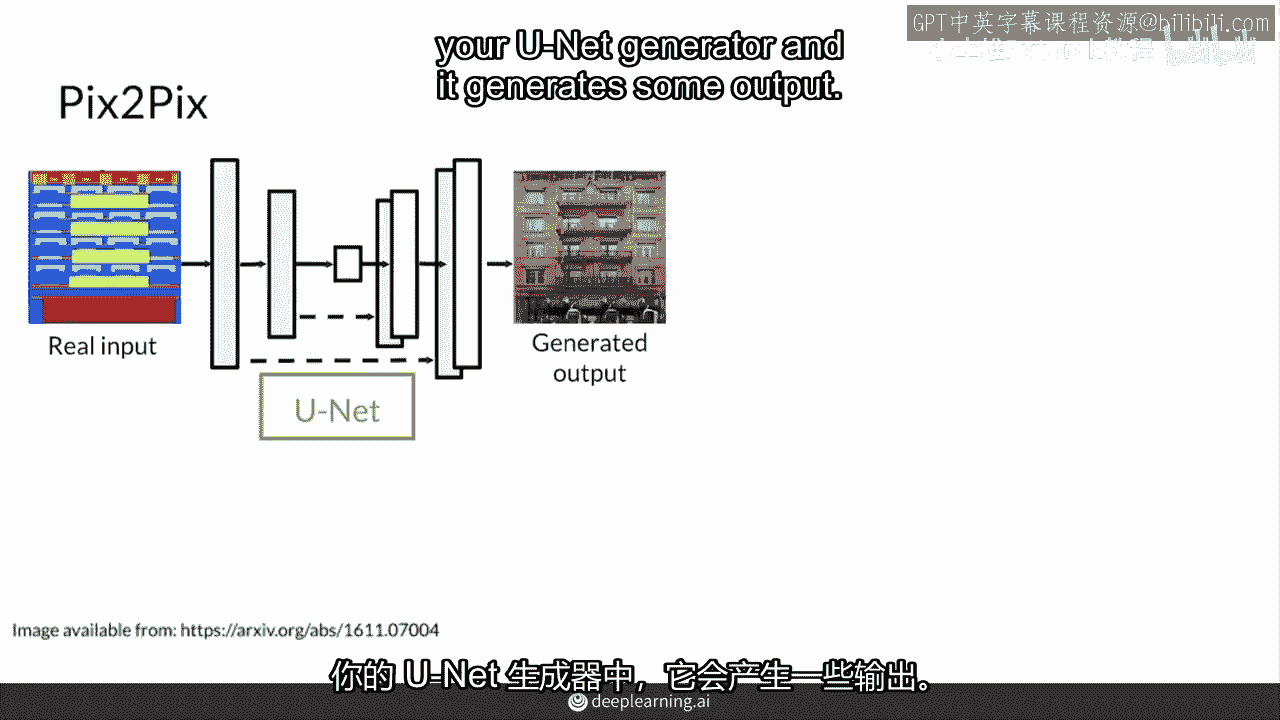 GPT中英字幕课程资源@bilibili.com
your U-Net generator and
it generates some output.
Pix2Pix
Real input
Generated
output
U-Net
Image available from: https://arxiv.org/abs/1611.07004
你的 U-Net 生成器中，它会产生一些输出。
deeplearning.ai